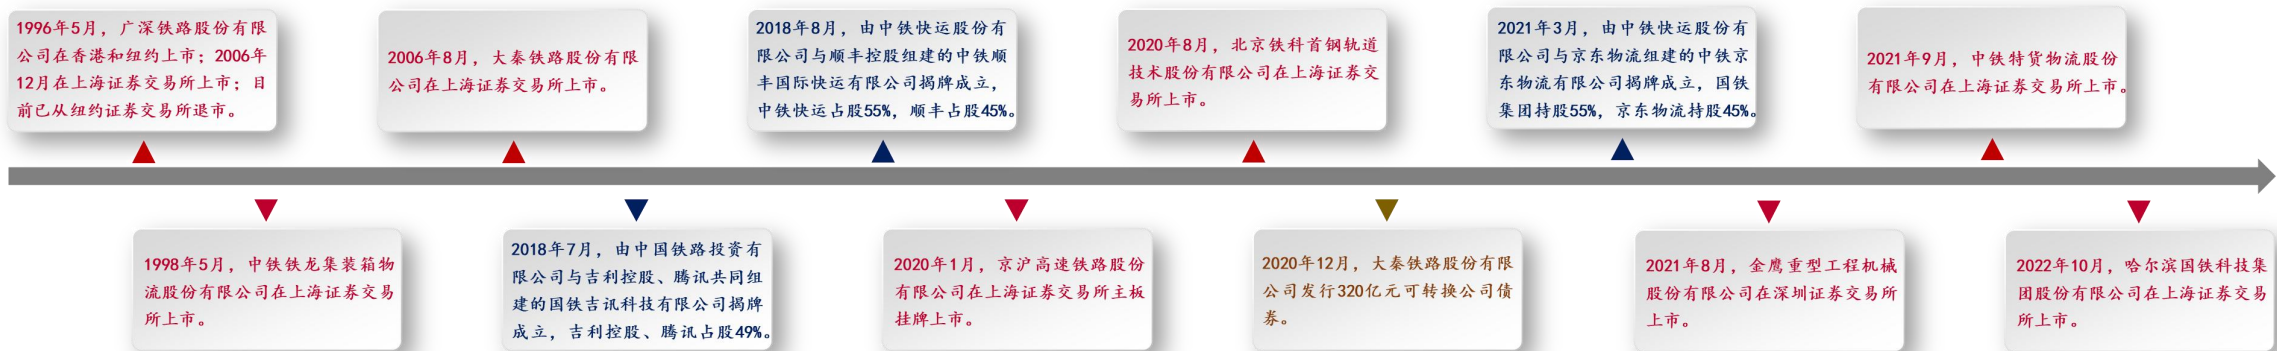 1996年5月，广深铁路股份有
限公司在香港和纽约上市；2006年
12月在上海证券交易所上市；目
前已从纽约证券交易所退市。
2006年8月，大秦铁路股份有限
公司在上海证券交易所上市。
2018年8月，由中铁快运股份有
限公司与顺丰控股组建的中铁顺
丰国际快运有限公司揭牌成立，
中铁快运占股55%，顺丰占股45%。
2020年8月，北京铁科首钢轨道
技术股份有限公司在上海证券交
易所上市。
2021年3月，由中铁快运股份有
限公司与京东物流组建的中铁京
东物流有限公司揭牌成立，国铁
集团持股55%，京东物流持股45%。
2021年9月，中铁特货物流股份
有限公司在上海证券交易所上市。
1998年5月，中铁铁龙集装箱物
流股份有限公司在上海证券交易
所上市。
2018年7月，由中国铁路投资有
限公司与吉利控股、腾讯共同组
建的国铁吉讯科技有限公司揭牌
成立，吉利控股、腾讯占股49%。
2020年1月，京沪高速铁路股份
有限公司在上海证券交易所主板
挂牌上市。
2020年12月，大秦铁路股份有限
公司发行320亿元可转换公司债
券。
2021年8月，金鹰重型工程机械
股份有限公司在深圳证券交易所
上市。
2022年10月，哈尔滨国铁科技集
团股份有限公司在上海证券交易
所上市。